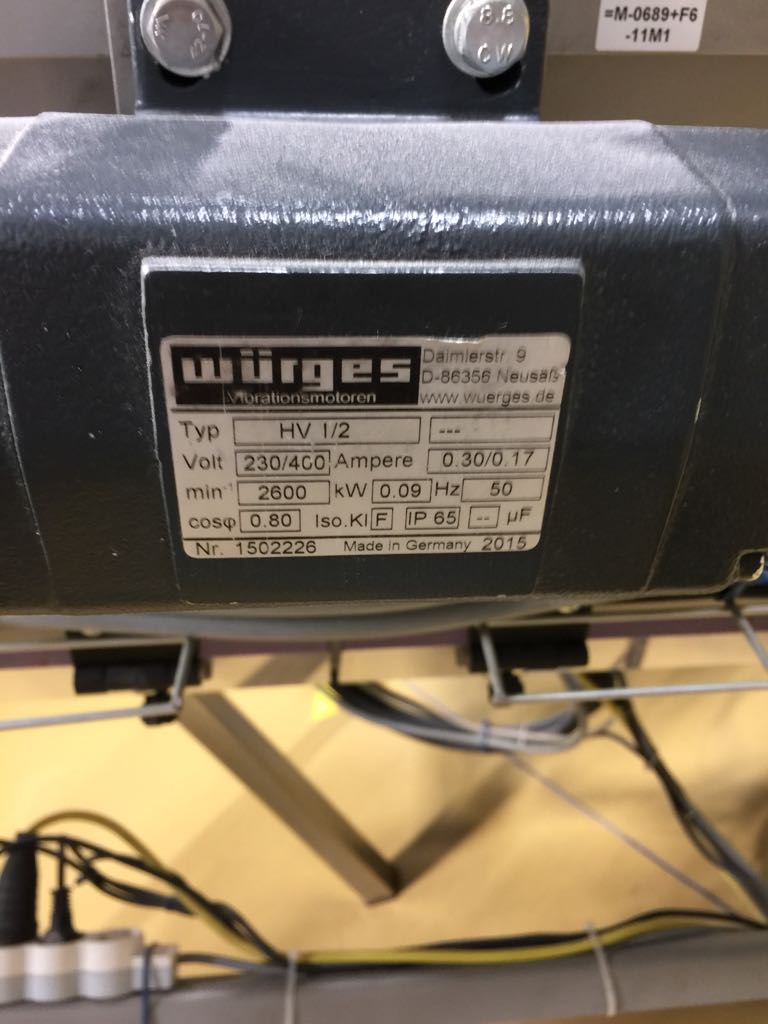 8.8
CW
=M-0689+F6
-11M1
würges
Vibrationsmotoren
Daimlerstr. 9
D-86356 Neusäß
www.wuerges.de
Typ HV 1/2 ---
Volt 230/400 Ampere 0.30/0.17
min⁻¹ 2600 kW 0.09 Hz 50
cosφ 0.80 Iso.Kl F IP 65 -- µF
Nr. 1502226 Made in Germany 2015